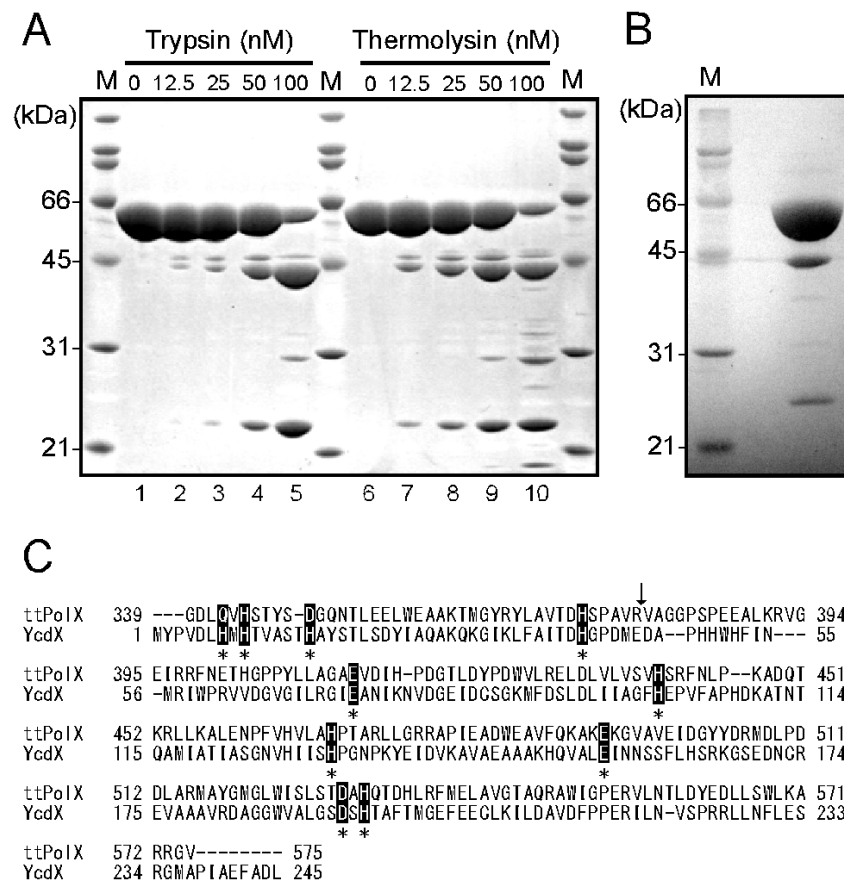 A
B
Trypsin (nM) Thermolysin (nM)
M 0 12.5 25 50 100 M 0 12.5 25 50 100 M
M
(kDa)
66-
45-
31-
21-
1 2 3 4 5 6 7 8 9 10
(kDa)
66-
45-
31-
21-
C
ttPolX 339 ---GDLQVHSTYS-DGQNTLEELWEAAKTMGYRYLAVTDHSPAVRVAGGPSPEEALKRVG 394
YcdX 1 MYPVDLHMHTVASTHAYSTLSDYIAQAKQKGIKLFAITDHGPDMEDA-PHHWHFIN--- 55
* * * *
ttPolX 395 EIRRFNETHGPPYLLAGAEVDIH-PDGTLDYPDWVLRELDLVLVSVHSRFNLP--KADQT 451
YcdX 56 -MRIWPRVVDGVGILRGIEANIKNVDGEIDCSGKMFDSLDLIIAGFHEPVFAPHDKATNT 114
* *
ttPolX 452 KRLLKALENPFVHVLAHPTARLLGRRAPIEADWEAVFQKAKEKGVAVEIDGYYDRMDLPD 511
YcdX 115 QAMIATIASGNVHIISHPGNPKYEIDVKAVAEAAAKHQVALEINNSSFLHSRKGSEDNCR 174
* *
ttPolX 512 DLARMAYGMGLWISLSTDAHQTDHLRFMELAVGTAQRAWIGPERVLNTLDYEDLLSWLKA 571
YcdX 175 EVAAAVRDAGGWVALGSDSHTAFTMGEFEECLKILDAVDFPPERILN-VSPRRLLNFLES 233
* *
ttPolX 572 RRGV-------- 575
YcdX 234 RGMAPIAEFADL 245